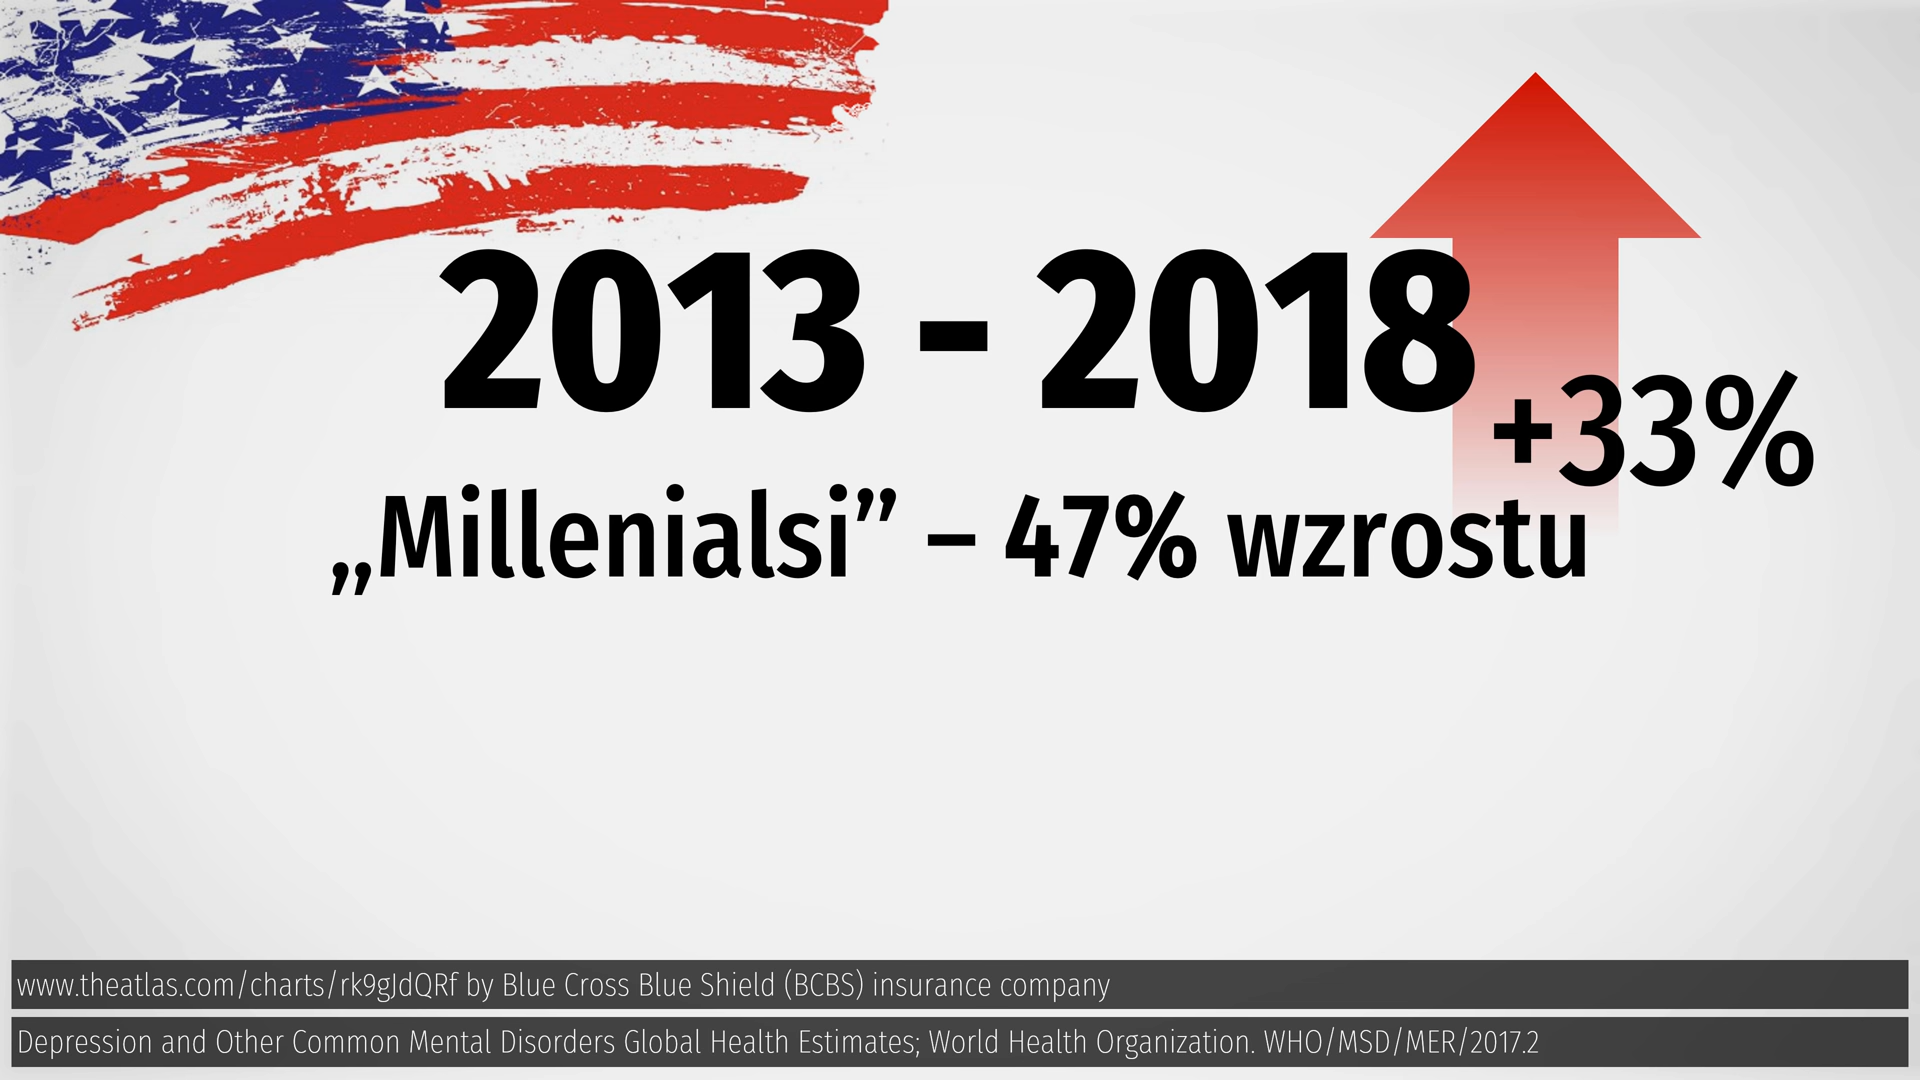 2013 - 2018
+33%
„Millenialsi” – 47% wzrostu
www.theatlas.com/charts/rk9gJdQRf by Blue Cross Blue Shield (BCBS) insurance company
Depression and Other Common Mental Disorders Global Health Estimates; World Health Organization. WHO/MSD/MER/2017.2